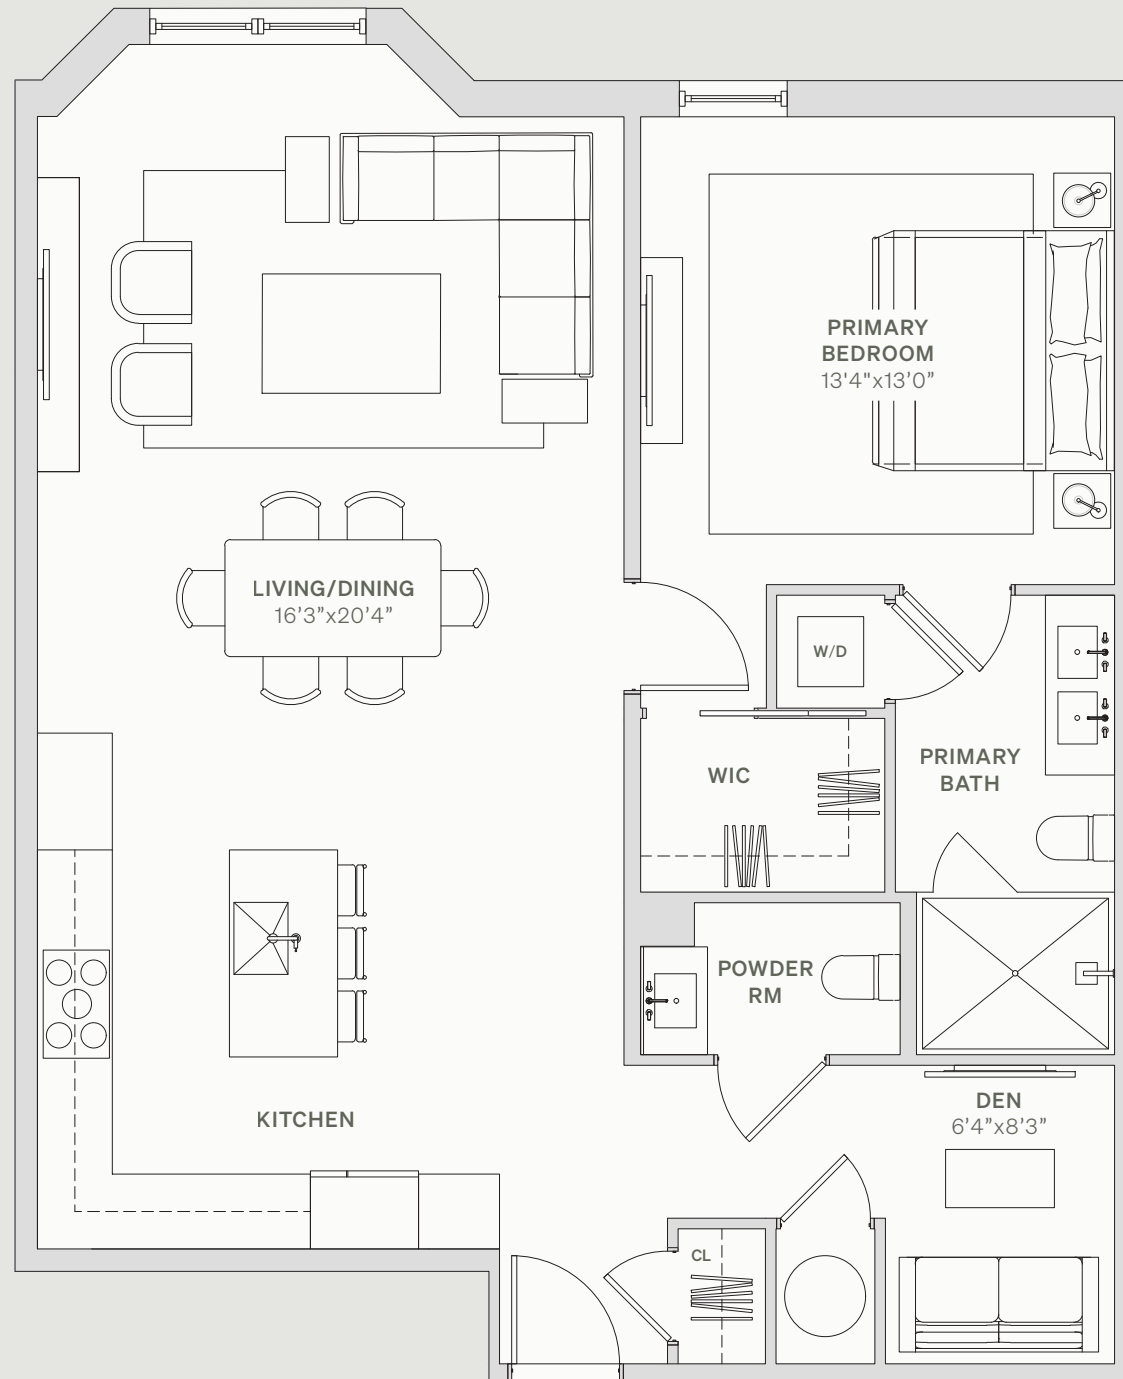 PRIMARY
BEDROOM
13'4"x13’0”
LIVING/DINING
16’3”x20’4”
W/D
WIC
PRIMARY
BATH
POWDER
RM
KITCHEN
DEN
6’4”x8’3”
CL